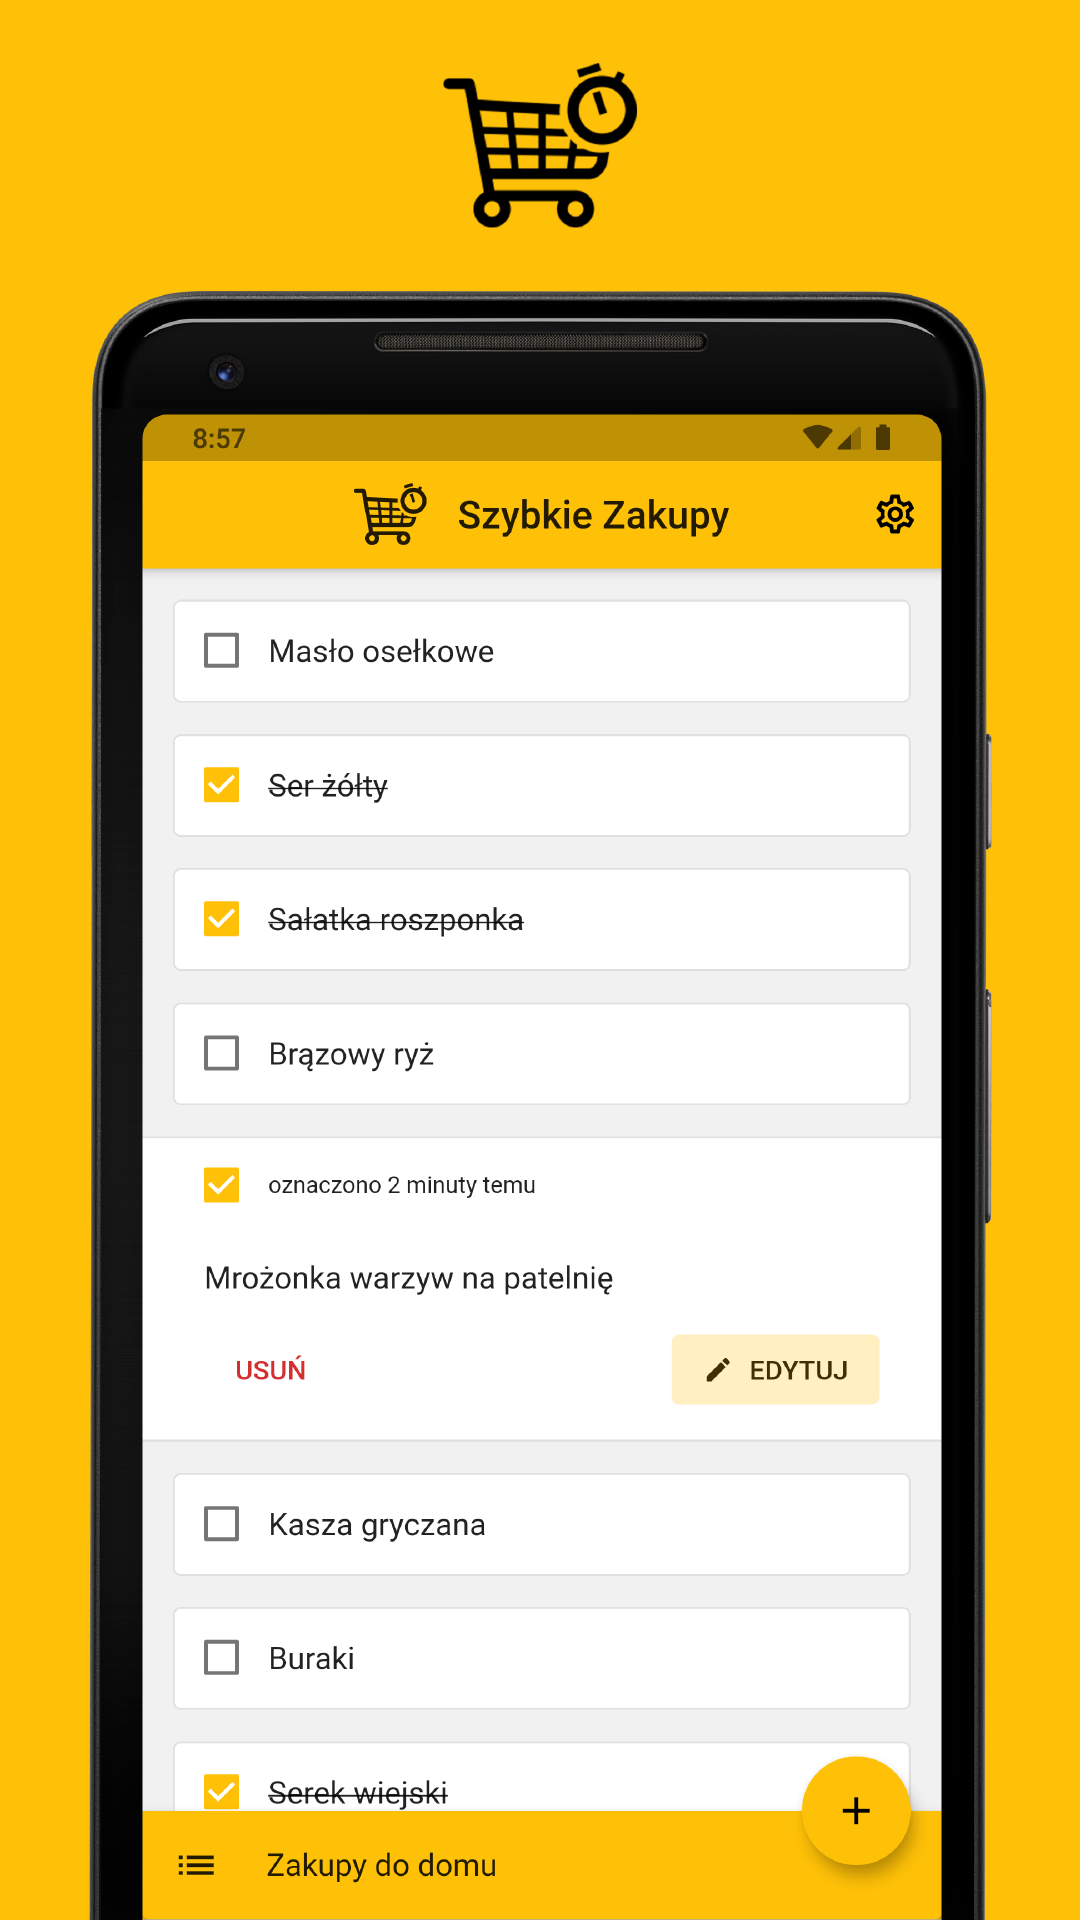 8:57
Szybkie Zakupy
Masło osełkowe
Ser żółty
Sałatka roszponka
Brązowy ryż
oznaczono 2 minuty temu
Mrożonka warzyw na patelnię
USUŃ
EDYTUJ
Kasza gryczana
Buraki
Serek wiejski
+
Zakupy do domu